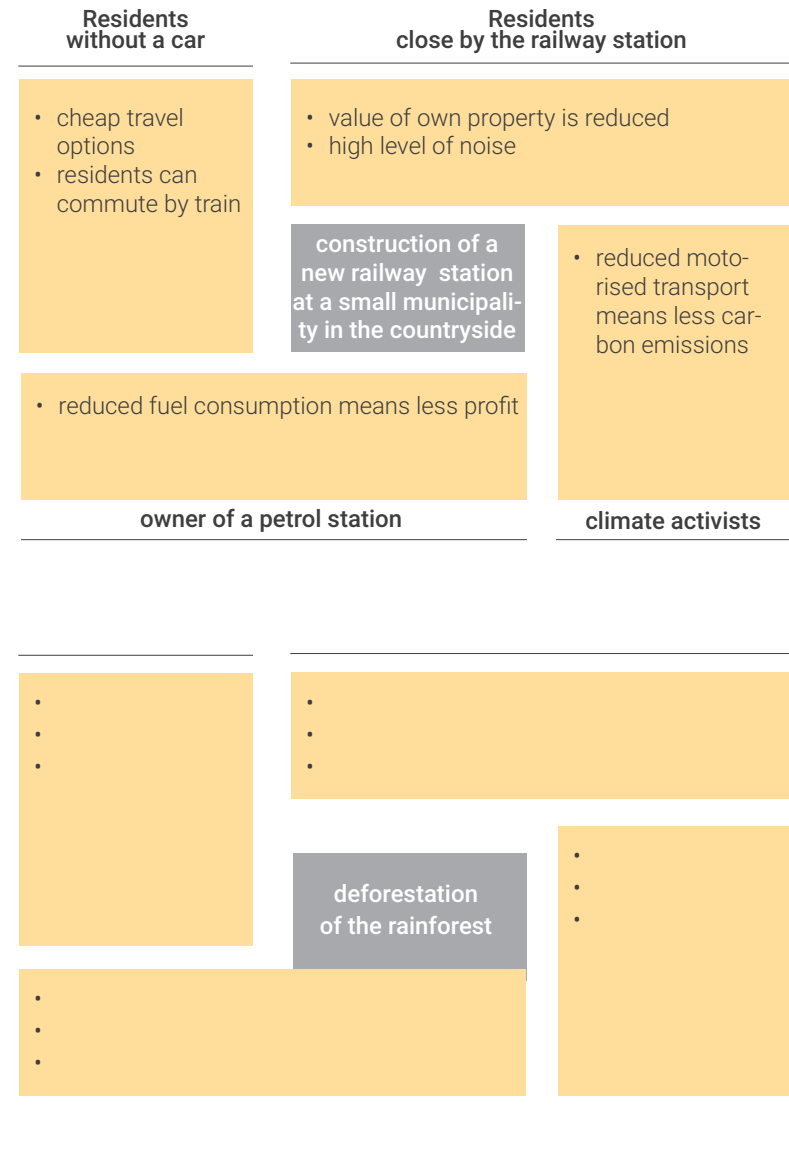 Residents
without a car
Residents
close by the railway station
• cheap travel
options
• residents can
commute by train
• value of own property is reduced
• high level of noise
construction of a
new railway station
at a small municipali-
ty in the countryside
• reduced moto-
rised transport
means less car-
bon emissions
• reduced fuel consumption means less profit
owner of a petrol station
climate activists
•
•
•
•
•
•
deforestation
of the rainforest
•
•
•
•
•
•